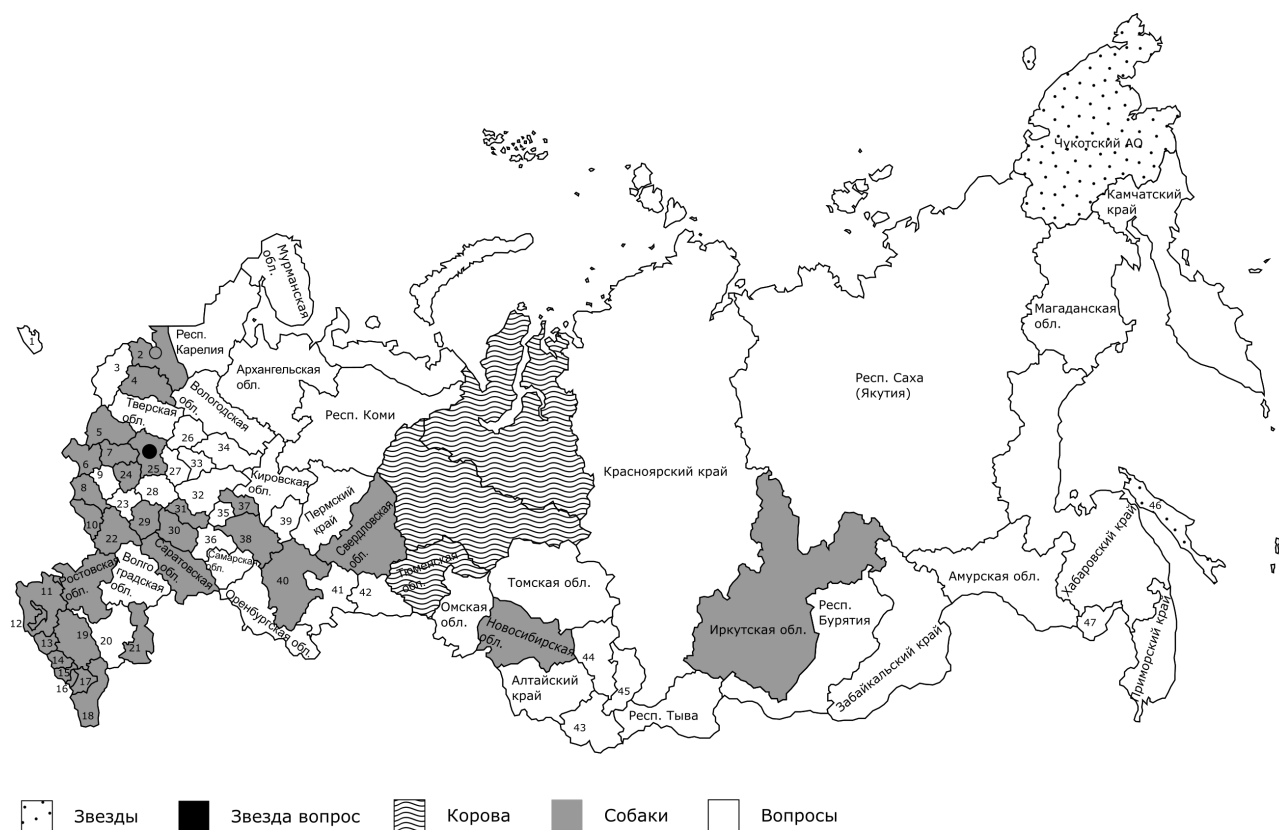 Чукотский АО
Камчатский
край
Мурманская
обл.
Магаданская
обл.
1
Респ.
Карелия
2
3
4
Архангельская
обл.
Респ. Саха
(Якутия)
Вологодская
обл.
Тверская
обл.
Респ. Коми
5
26
34
7
25
27
33
6
9
24
Красноярский край
8
28
32
Кировская
обл.
23
31
37
35
39
Пермский
край
Свердловская
обл.
10
29
30
22
36
38
46
Хабаровский край
Саратовская
обл.
Самарская
обл.
Волго
градская
обл.
Ростовская
обл.
11
40
41
42
Тюменская
обл.
Томская обл.
Амурская обл.
Оренбургская обл.
Омская
обл.
Респ.
Бурятия
12
13
19
20
21
Новосибирская
обл.
Иркутская обл.
47
14
15
16
17
18
44
45
Алтайский
край
Забайкальский край
Приморский край
43
Респ. Тыва
Звезды
Звезда вопрос
Корова
Собаки
Вопросы